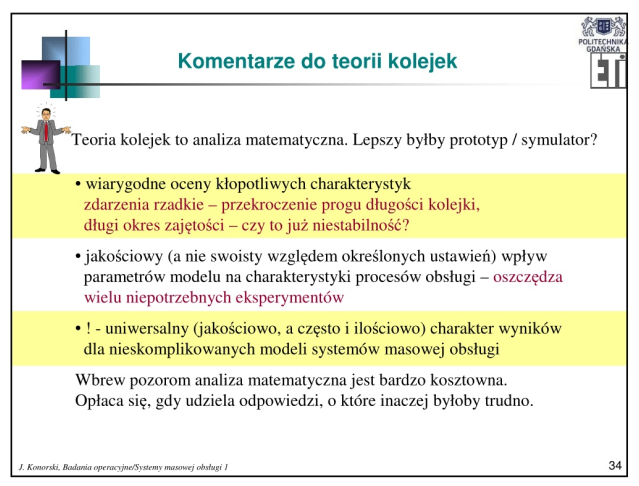 Komentarze do teorii kolejek
POLITECHNIKA
GDAŃSKA
ETI
Teoria kolejek to analiza matematyczna. Lepszy byłby prototyp / symulator?
• wiarygodne oceny kłopotliwych charakterystyk
zdarzenia rzadkie – przekroczenie progu długości kolejki,
długi okres zajętości – czy to już niestabilność?
• jakościowy (a nie swoisty względem określonych ustawień) wpływ
parametrów modelu na charakterystyki procesów obsługi – oszczędza
wielu niepotrzebnych eksperymentów
• ! - uniwersalny (jakościowo, a często i ilościowo) charakter wyników
dla nieskomplikowanych modeli systemów masowej obsługi
Wbrew pozorom analiza matematyczna jest bardzo kosztowna.
Opłaca się, gdy udziela odpowiedzi, o które inaczej byłoby trudno.
J. Konorski, Badania operacyjne/Systemy masowej obsługi 1
34